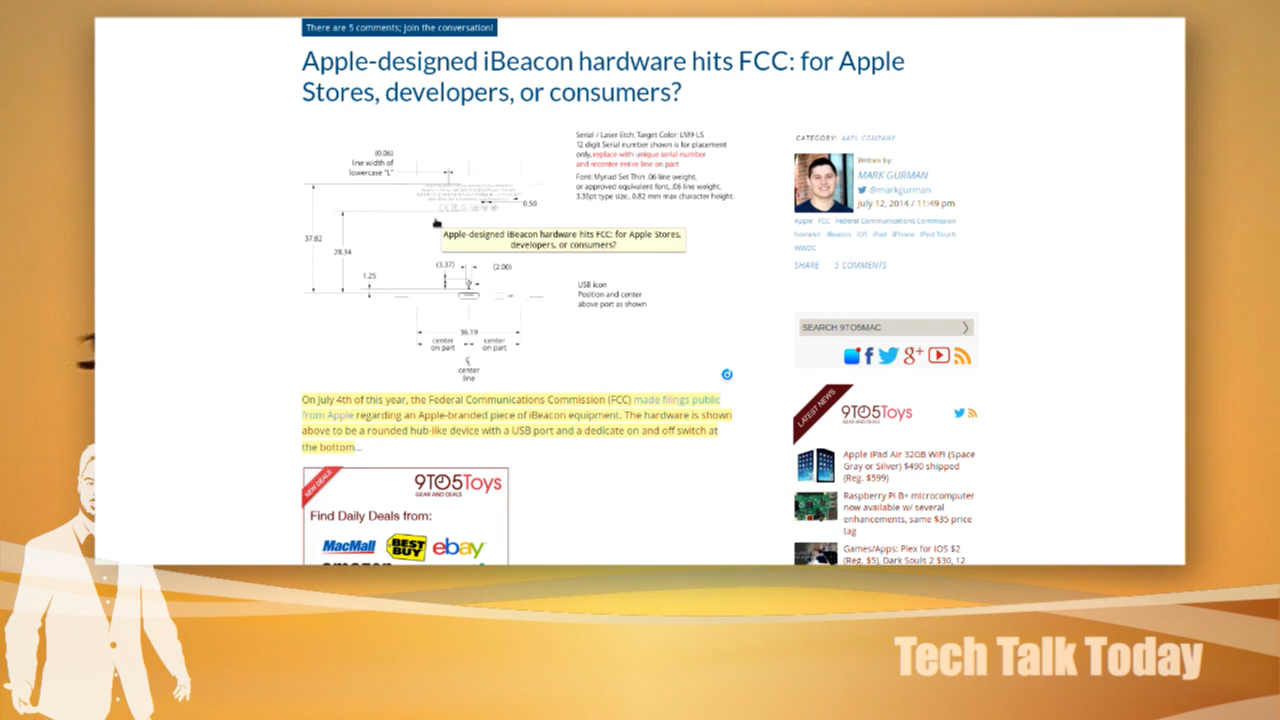 There are 5 comments; join the conversation!
Apple-designed iBeacon hardware hits FCC: for Apple
Stores, developers, or consumers?
(0.06)
line width of
lowercase "L"
0.50
37.82
28.34
1.25
(3.37)
(2.00)
36.19
center
on part
center
on part
center
line
Serial / Laser Etch, Target Color: LM9-LS
12 digit Serial number shown is for placement
only, replace with unique serial number
and recenter entire line on part
Font: Myriad Set Thin .06 line weight,
or approved equivalent font, .06 line weight,
3.35pt type size, 0.82 mm max character height.
Apple-designed iBeacon hardware hits FCC: for Apple Stores,
developers, or consumers?
USB icon
Position and center
above port as shown
On July 4th of this year, the Federal Communications Commission (FCC) made filings public
from Apple regarding an Apple-branded piece of iBeacon equipment. The hardware is shown
above to be a rounded hub-like device with a USB port and a dedicate on and off switch at
the bottom...
NEW DEALS
9TO5Toys
GEAR AND DEALS
Find Daily Deals from:
MacMall
BEST BUY
ebay
amazon
CATEGORY: AAPL COMPANY
Written by:
MARK GURMAN
@markgurman
July 12, 2014 / 11:49 pm
Apple FCC Federal Communications Commission
homekit iBeacon iOS iPad iPhone iPod Touch
WWDC
SHARE 5 COMMENTS
SEARCH 9TO5MAC
LATEST NEWS
9TO5Toys
GEAR AND DEALS
Apple iPad Air 32GB WiFi (Space
Gray or Silver) $490 shipped
(Reg. $599)
Raspberry Pi B+ microcomputer
now available w/ several
enhancements, same $35 price
tag
Games/Apps: Plex for iOS $2
(Reg. $5), Dark Souls 2 $30, 12
Tech Talk Today